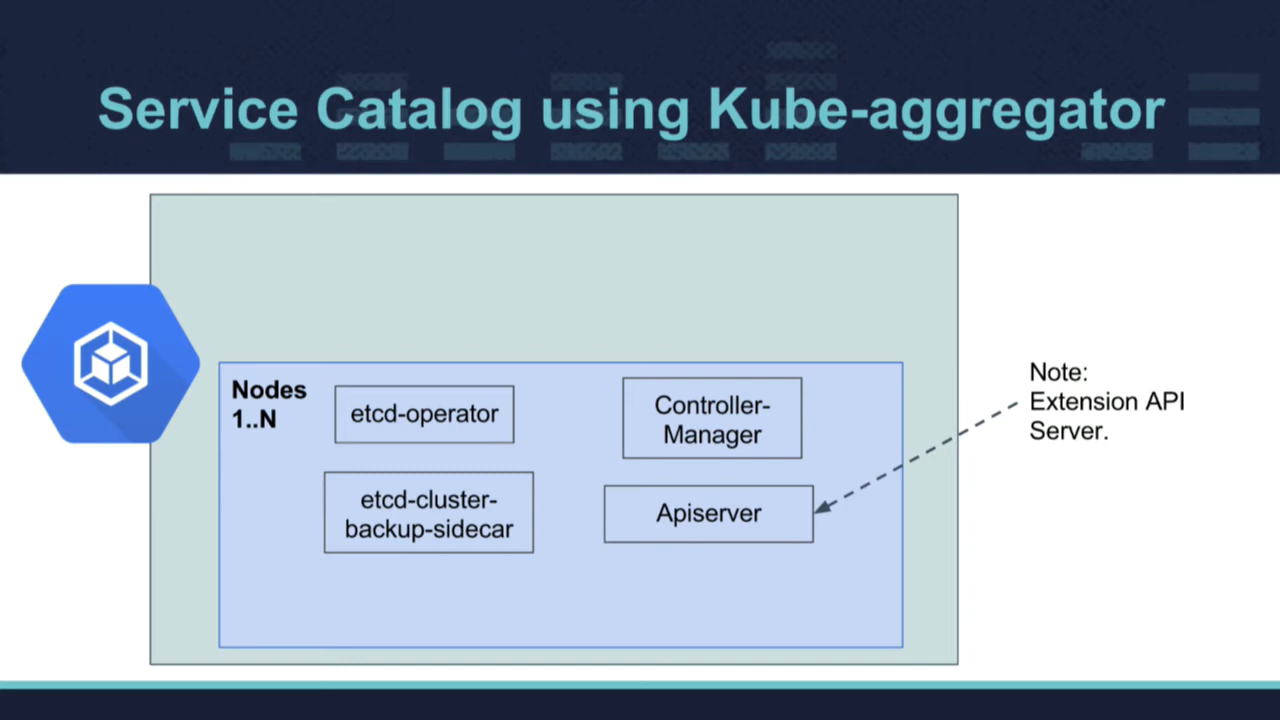 Service Catalog using Kube-aggregator
Nodes
1..N
etcd-operator
Controller-
Manager
etcd-cluster-
backup-sidecar
Apiserver
Note:
Extension API
Server.